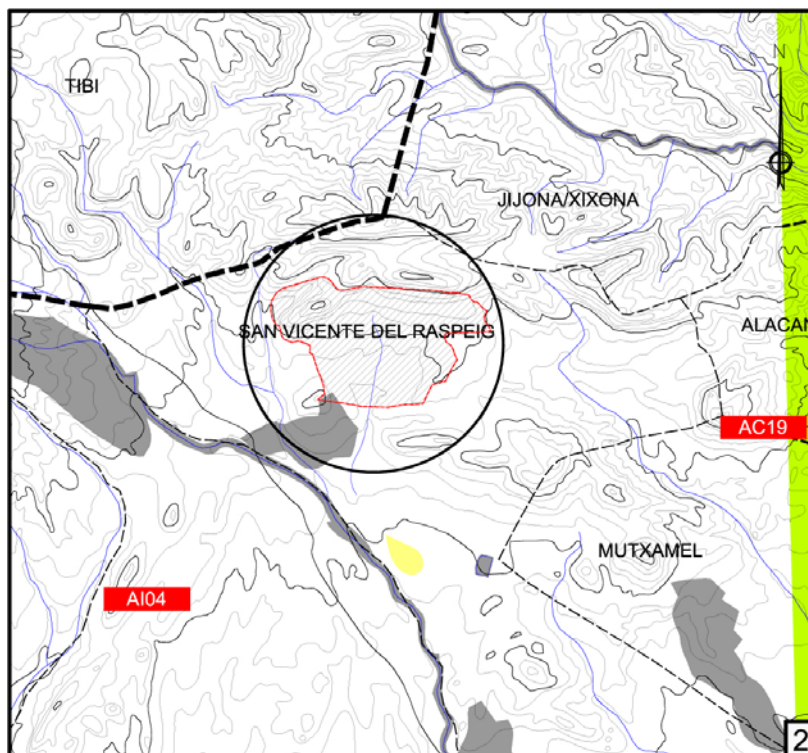 N
TIBI
JIJONA/XIXONA
SAN VICENTE DEL RASPEIG
ALACAN
AC19
MUTXAMEL
AI04
2